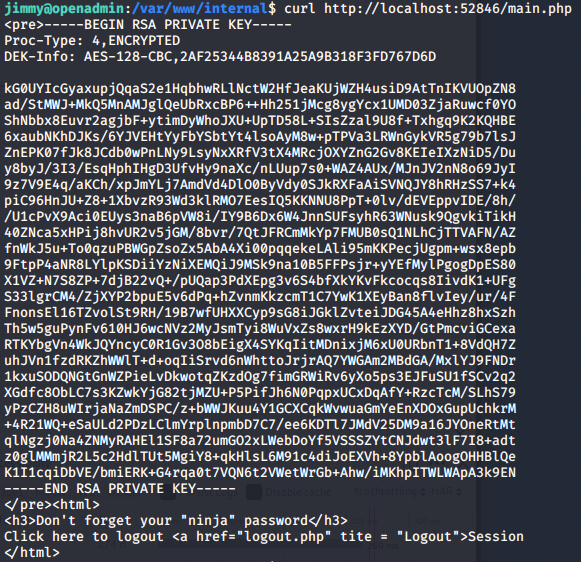 jimmy@openadmin:/var/www/internal$ curl http://localhost:52846/main.php
<pre>-----BEGIN RSA PRIVATE KEY-----
Proc-Type: 4,ENCRYPTED
DEK-Info: AES-128-CBC,2AF25344B8391A25A9B318F3FD767D6D

kG0UYIcGyaxupjQqaS2e1HqbhwRLlNctW2HfJeaKUjWZH4usiD9AtTnIKVUOpZN8
ad/StMWJ+MkQ5MnAMJglQeUbRxcBP6++Hh251jMcg8ygYcx1UMD03ZjaRuwcf0YO
ShNbbx8Euvr2agjbF+ytimDyWhoJXU+UpTD58L+SIsZzal9U8f+Txhgq9K2KQHBE
6xaubNKhDJKs/6YJVEHtYyFbYSbtYt4lsoAyM8w+pTPVa3LRWnGykVR5g79b7lsJ
ZnEPK07fJk8JCdb0wPnLNy9LsyNxXRfV3tX4MRcjOXYZnG2Gv8KEIeIXzNiD5/Du
y8byJ/3I3/EsqHphIHgD3UfvHy9naXc/nLUup7s0+WAZ4AUx/MJnJV2nN8o69JyI
9z7V9E4q/aKCh/xpJmYLj7AmdVd4DlO0ByVdy0SJkRXFaAiSVNQJY8hRHzSS7+k4
piC96HnJU+Z8+1XbvzR93Wd3klRMO7EesIQ5KKNNU8PpT+0lv/dEVEppvIDE/8h/
/U1cPvX9Aci0EUys3naB6pVW8i/IY9B6Dx6W4JnnSUFsyhR63WNusk9QgvkiTikH
40ZNca5xHPij8hvUR2v5jGM/8bvr/7QtJFRCmMkYp7FMUB0sQ1NLhCjTTVAFN/AZ
fnWkJ5u+To0qzuPBWGpZsoZx5AbA4Xi00pqqekeLAli95mKKPecjUgpm+wsx8epb
9FtpP4aNR8LYlpKSDiiYzNiXEMQiJ9MSk9na10B5FFPsjr+yYEfMylPgogDpES80
X1VZ+N7S8ZP+7djB22vQ+/pUQap3PdXEpg3v6S4bfXkYKvFkcocqs8IivdK1+UFg
S33lgrCM4/ZjXYP2bpuE5v6dPq+hZvnmKkzcmT1C7YwK1XEyBan8flvIey/ur/4F
FnonsEl16TZvolSt9RH/19B7wfUHXXCyp9sG8iJGklZvteiJDG45A4eHhz8hxSzh
Th5w5guPynFv610HJ6wcNVz2MyJsmTyi8WuVxZs8wxrH9kEzXYD/GtPmcviGCexa
RTKYbgVn4WkJQYncyC0R1Gv3O8bEigX4SYKqIitMDnixjM6xU0URbnT1+8VdQH7Z
uhJVn1fzdRKZhWWlT+d+oqIiSrvd6nWhttoJrjrAQ7YWGAm2MBdGA/MxlYJ9FNDr
1kxuSODQNGtGnWZPieLvDkwotqZKzdOg7fimGRWiRv6yXo5ps3EJFuSU1fSCv2q2
XGdfc8ObLC7s3KZwkYjG82tjMZU+P5PifJh6N0PqpxUCxDqAfY+RzcTcM/SLhS79
yPzCZH8uWIrjaNaZmDSPC/z+bWWJKuu4Y1GCXCqkWvwuaGmYeEnXDOxGupUchkrM
+4R21WQ+eSaULd2PDzLClmYrplnpmbD7C7/ee6KDTl7JMdV25DM9a16JYOneRtMt
qlNgzj0Na4ZNMyRAHEl1SF8a72umGO2xLWebDoYf5VSSSZYtCNJdwt3lF7I8+adt
z0glMMmjR2L5c2HdlTUt5MgiY8+qkHlsL6M91c4diJoEXVh+8YpblAoogOHHBlQe
K1I1cqiDbVE/bmiERK+G4rqa0t7VQN6t2VWetWrGb+Ahw/iMKhpITWLWApA3k9EN
-----END RSA PRIVATE KEY-----
</pre><html>
<h3>Don't forget your "ninja" password</h3>
Click here to logout <a href="logout.php" tite = "Logout">Session
</html>